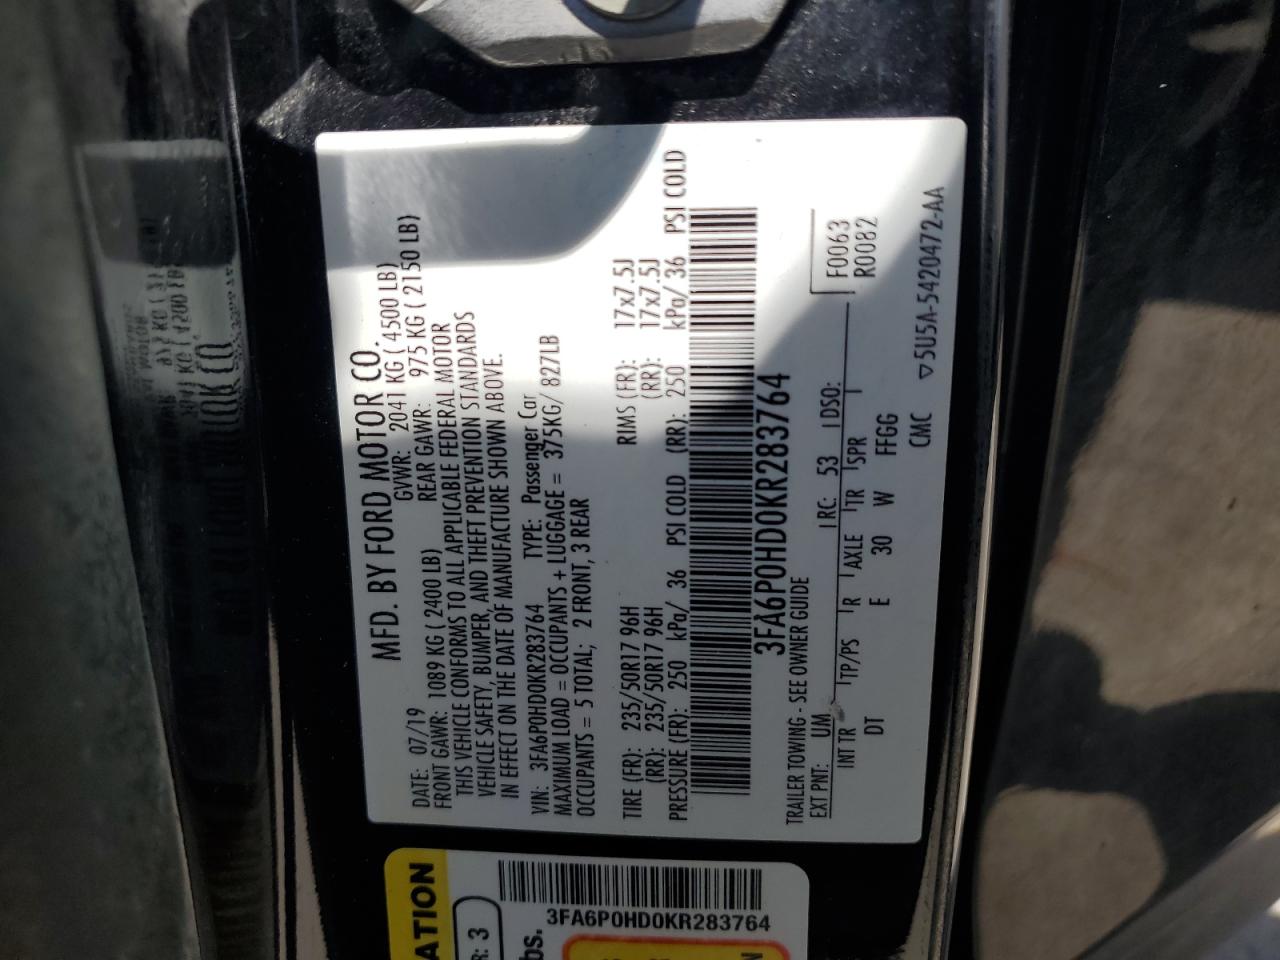 MFD. BY FORD MOTOR CO.
DATE: 07/19 GVWR: 2041 KG ( 4500 LB)
FRONT GAWR: 1089 KG ( 2400 LB) REAR GAWR: 975 KG ( 2150 LB)
THIS VEHICLE CONFORMS TO ALL APPLICABLE FEDERAL MOTOR
VEHICLE SAFETY, BUMPER, AND THEFT PREVENTION STANDARDS
IN EFFECT ON THE DATE OF MANUFACTURE SHOWN ABOVE.
VIN: 3FA6P0HD0KR283764 TYPE: Passenger Car
MAXIMUM LOAD = OCCUPANTS + LUGGAGE = 375KG/ 827LB
OCCUPANTS = 5 TOTAL; 2 FRONT, 3 REAR
TIRE (FR): 235/50R17 96H RIMS (FR): 17x7.5J
(RR): 235/50R17 96H (RR): 17x7.5J
PRESSURE (FR): 250 kPa/ 36 PSI COLD (RR): 250 kPa/ 36 PSI COLD
3FA6P0HD0KR283764
TRAILER TOWING - SEE OWNER GUIDE F0063
EXT PNT: UM RC: 53 DSO: R0082
INT TR TP/PS R AXLE TR SPR
DT E 30 W FFGG
CMC 5U5A-5420472-AA
ATION
R: 3
3FA6P0HD0KR283764
bs.